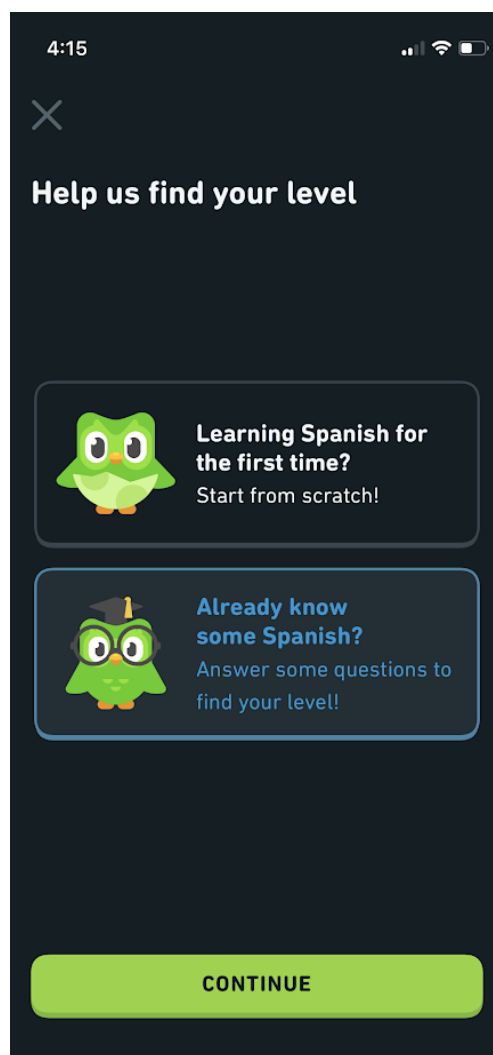 4:15
Help us find your level
Learning Spanish for
the first time?
Start from scratch!
Already know
some Spanish?
Answer some questions to
find your level!
CONTINUE